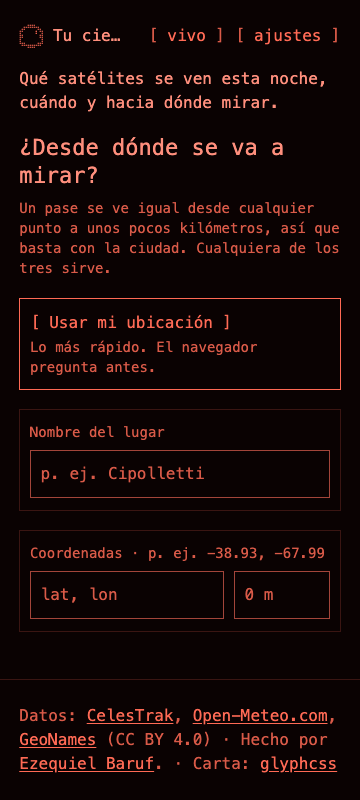 Tu cie… [ vivo ] [ ajustes ]
Qué satélites se ven esta noche,
cuándo y hacia dónde mirar.
¿Desde dónde se va a
mirar?
Un pase se ve igual desde cualquier
punto a unos pocos kilómetros, así que
basta con la ciudad. Cualquiera de los
tres sirve.
[ Usar mi ubicación ]
Lo más rápido. El navegador
pregunta antes.
Nombre del lugar
p. ej. Cipolletti
Coordenadas · p. ej. −38.93, −67.99
lat, lon 0 m
Datos: CelesTrak, Open-Meteo.com,
GeoNames (CC BY 4.0) · Hecho por
Ezequiel Baruf. · Carta: glyphcss